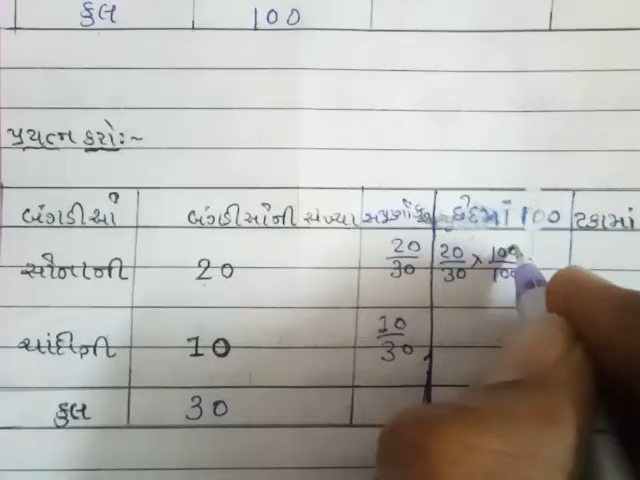 કુલ 100
પ્રયત્ન કરો:-
બંગડીઓ બંગડીઓની સંખ્યા અપૂર્ણાંક છેદમાં 100 ટકામાં
સોનાની 20 20/30 20/30 × 100/100
ચાંદીની 10 10/30
કુલ 30